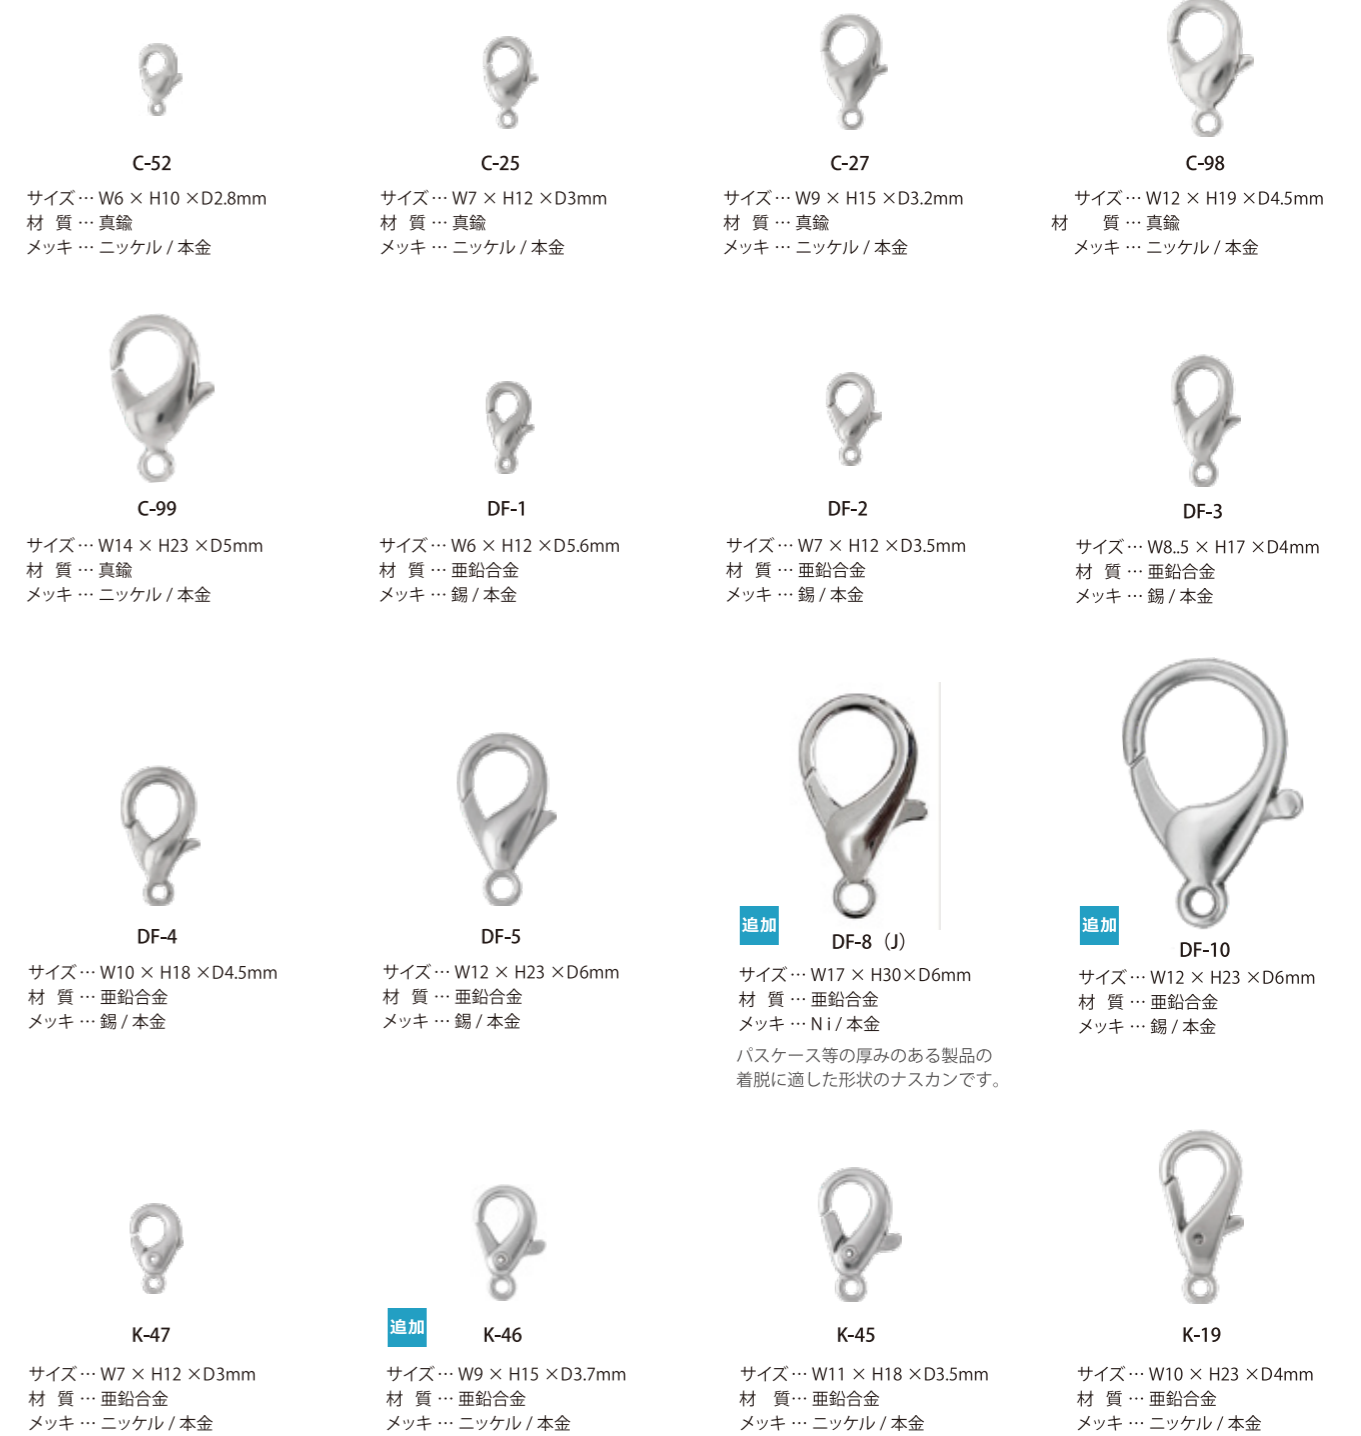 C-52
サイズ … W6 × H10 ×D2.8mm
材 質 … 真鍮
メッキ … ニッケル / 本金
C-25
サイズ … W7 × H12 ×D3mm
材 質 … 真鍮
メッキ … ニッケル / 本金
C-27
サイズ … W9 × H15 ×D3.2mm
材 質 … 真鍮
メッキ … ニッケル / 本金
C-98
サイズ … W12 × H19 ×D4.5mm
材 質 … 真鍮
メッキ … ニッケル / 本金
C-99
サイズ … W14 × H23 ×D5mm
材 質 … 真鍮
メッキ … ニッケル / 本金
DF-1
サイズ … W6 × H12 ×D5.6mm
材 質 … 亜鉛合金
メッキ … 錫 / 本金
DF-2
サイズ … W7 × H12 ×D3.5mm
材 質 … 亜鉛合金
メッキ … 錫 / 本金
DF-3
サイズ … W8..5 × H17 ×D4mm
材 質 … 亜鉛合金
メッキ … 錫 / 本金
DF-4
サイズ … W10 × H18 ×D4.5mm
材 質 … 亜鉛合金
メッキ … 錫 / 本金
DF-5
サイズ … W12 × H23 ×D6mm
材 質 … 亜鉛合金
メッキ … 錫 / 本金
追加
DF-8（J）
サイズ … W17 × H30×D6mm
材 質 … 亜鉛合金
メッキ … N i / 本金
パスケース等の厚みのある製品の
着脱に適した形状のナスカンです。
追加
DF-10
サイズ … W12 × H23 ×D6mm
材 質 … 亜鉛合金
メッキ … 錫 / 本金
K-47
サイズ … W7 × H12 ×D3mm
材 質 … 亜鉛合金
メッキ … ニッケル / 本金
追加
K-46
サイズ … W9 × H15 ×D3.7mm
材 質 … 亜鉛合金
メッキ … ニッケル / 本金
K-45
サイズ … W11 × H18 ×D3.5mm
材 質 … 亜鉛合金
メッキ … ニッケル / 本金
K-19
サイズ … W10 × H23 ×D4mm
材 質 … 亜鉛合金
メッキ … ニッケル / 本金